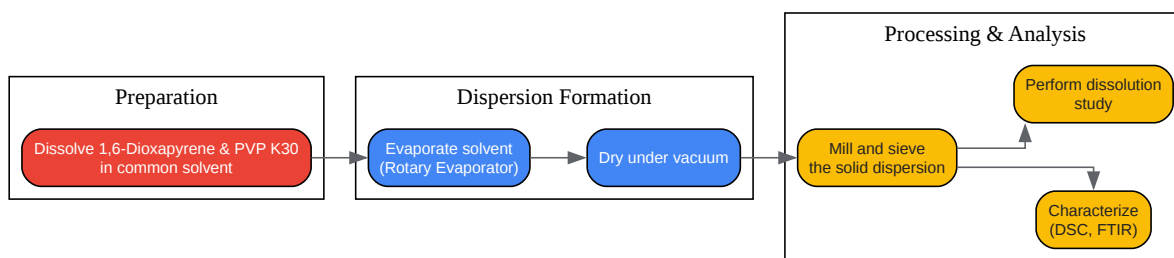 Preparation
Dissolve 1,6-Dioxapyrene & PVP K30
in common solvent
Dispersion Formation
Evaporate solvent
(Rotary Evaporator)
Dry under vacuum
Processing & Analysis
Mill and sieve
the solid dispersion
Perform dissolution
study
Characterize
(DSC, FTIR)